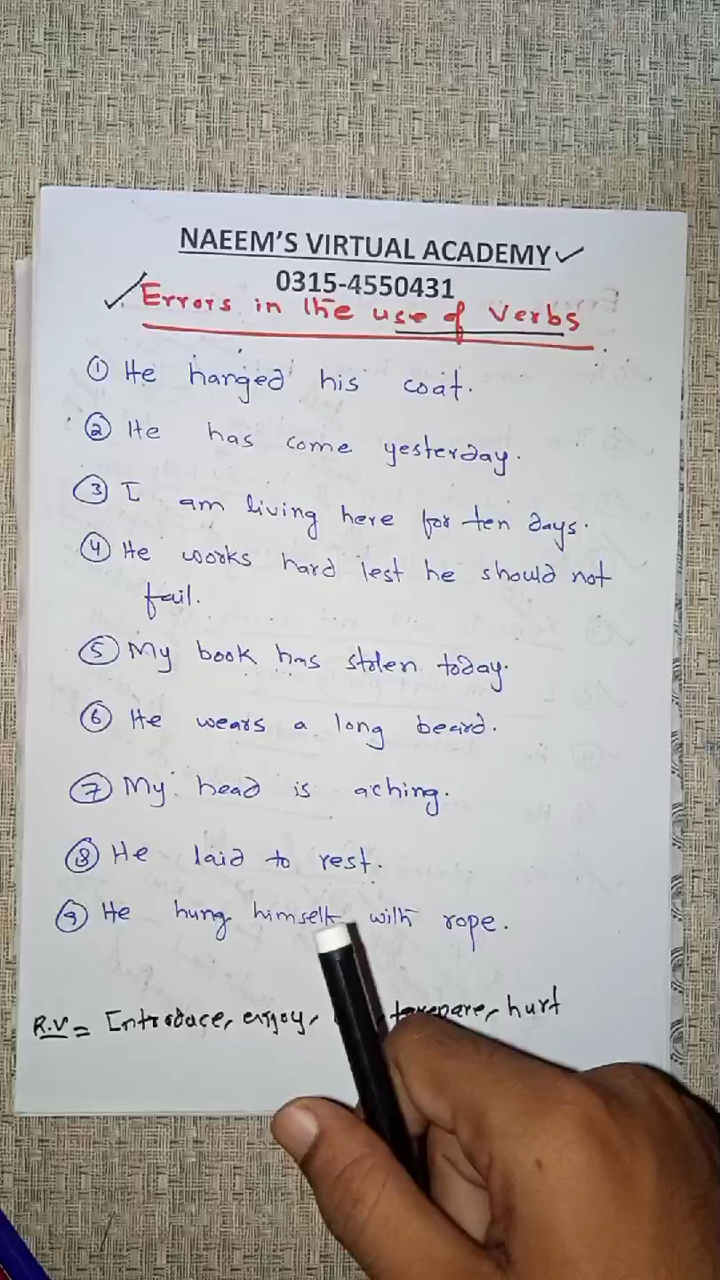 NAEEM'S VIRTUAL ACADEMY
0315-4550431
Errors in the use of Verbs
① He hanged his coat.
② He has come yesterday.
③ I am living here for ten days.
④ He works hard lest he should not
fail.
⑤ My book has stolen today.
⑥ He wears a long beard.
⑦ My head is aching.
⑧ He laid to rest.
⑨ He hung himself with rope.
R.V = Introduce, enjoy, hurt